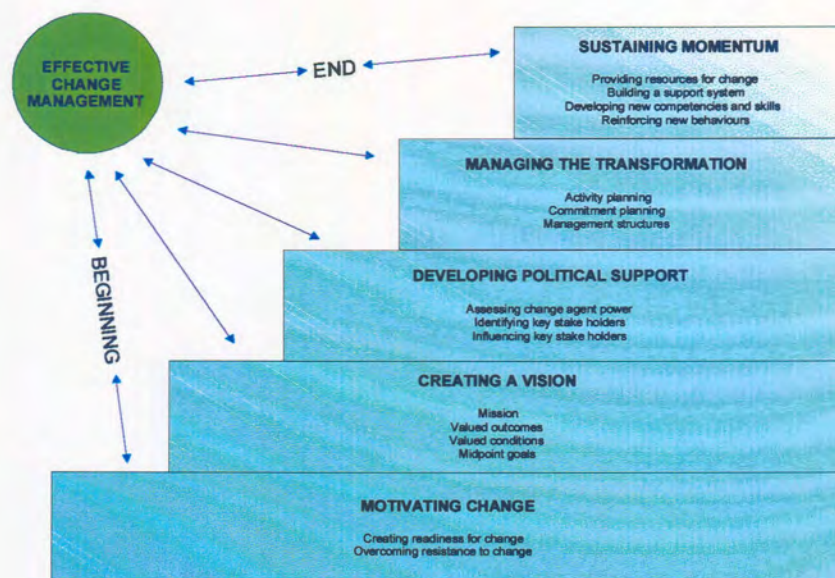 EFFECTIVE
CHANGE
MANAGEMENT
END
BEGINNING
SUSTAINING MOMENTUM
Providing resources for change
Building a support system
Developing new competencies and skills
Reinforcing new behaviours
MANAGING THE TRANSFORMATION
Activity planning
Commitment planning
Management structures
DEVELOPING POLITICAL SUPPORT
Assessing change agent power
Identifying key stake holders
Influencing key stake holders
CREATING A VISION
Mission
Valued outcomes
Valued conditions
Midpoint goals
MOTIVATING CHANGE
Creating readiness for change
Overcoming resistance to change